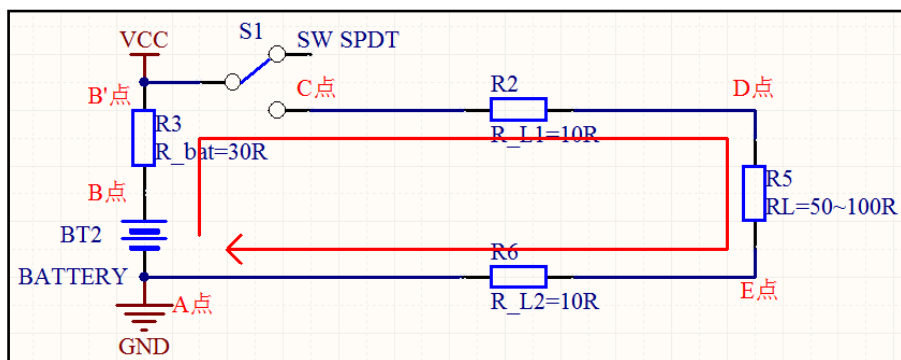 S1
VCC
SW SPDT
B'点
C点
R2
D点
R3
R_L1=10R
R_bat=30R
R5
B点
RL=50~100R
BT2
R6
BATTERY
A点
R_L2=10R
E点
GND